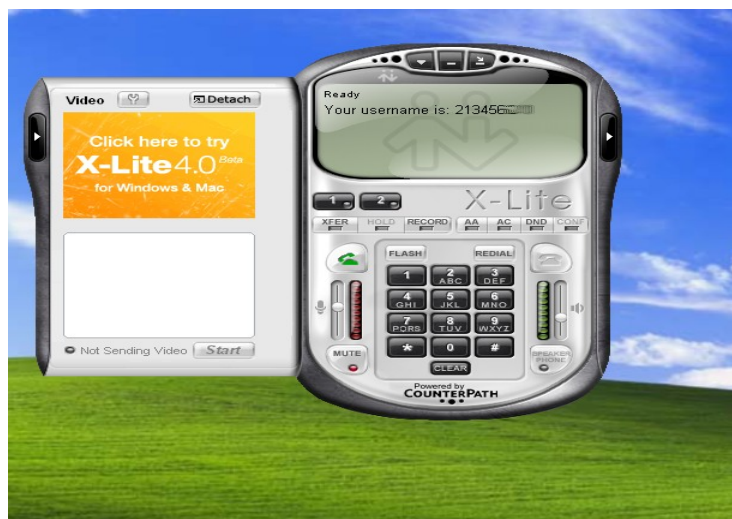 Video
Detach
Click here to try
X-Lite 4.0 Beta
for Windows & Mac
Not Sending Video Start
Ready
Your username is: 213456
1 2
X-Lite
XFER HOLD RECORD AA AC DND CONF
FLASH REDIAL
1 2 ABC 3 DEF
4 GHI 5 JKL 6 MNO
7 PQRS 8 TUV 9 WXYZ
* 0 #
MUTE
SPEAKER PHONE
CLEAR
Powered by
COUNTERPATH